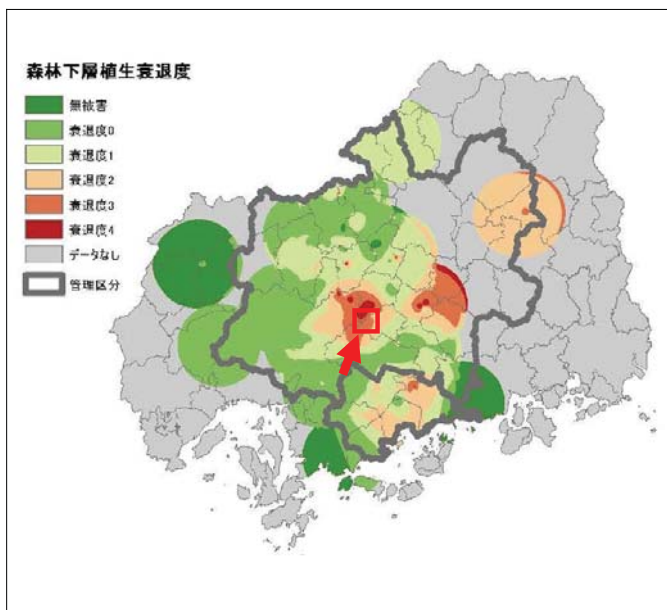 森林下層植生衰退度
無被害
衰退度0
衰退度1
衰退度2
衰退度3
衰退度4
データなし
管理区分